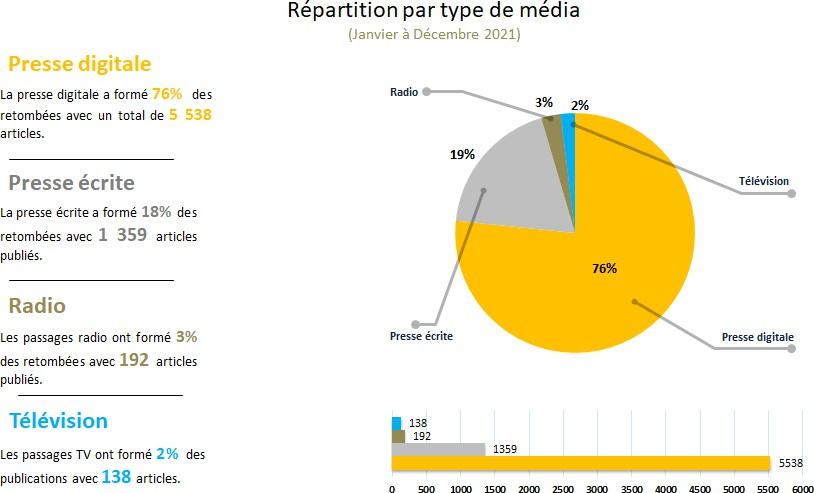 Répartition par type de média
(Janvier à Décembre 2021)
Presse digitale
La presse digitale a formé 76% des
retombées avec un total de 5 538
articles.
Presse écrite
La presse écrite a formé 18% des
retombées avec 1 359 articles
publiés.
Radio
Les passages radio ont formé 3%
des retombées avec 192 articles
publiés.
Télévision
Les passages TV ont formé 2% des
publications avec 138 articles.
Radio
3%
2%
19%
Télévision
76%
Presse écrite
Presse digitale
138
192
1359
5538
0 500 1000 1500 2000 2500 3000 3500 4000 4500 5000 5500 6000